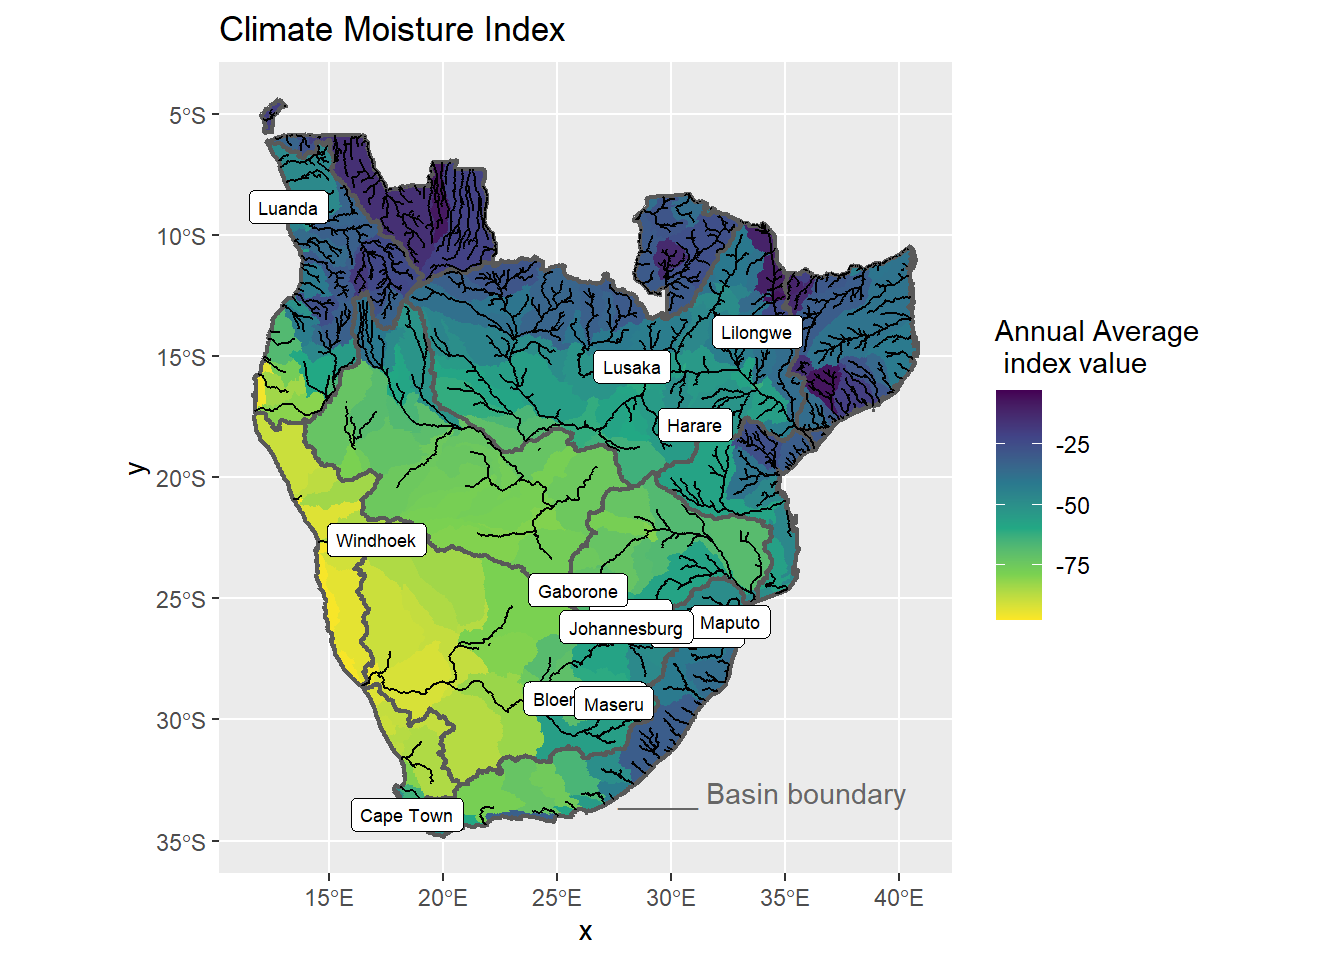 Climate Moisture Index
5°S
10°S
15°S
20°S
25°S
30°S
35°S
y
Luanda
Lilongwe
Lusaka
Harare
Windhoek
Gaborone
Maputo
Johannesburg
Maseru
Cape Town
Basin boundary
15°E
20°E
25°E
30°E
35°E
40°E
x
Annual Average
index value
-25
-50
-75